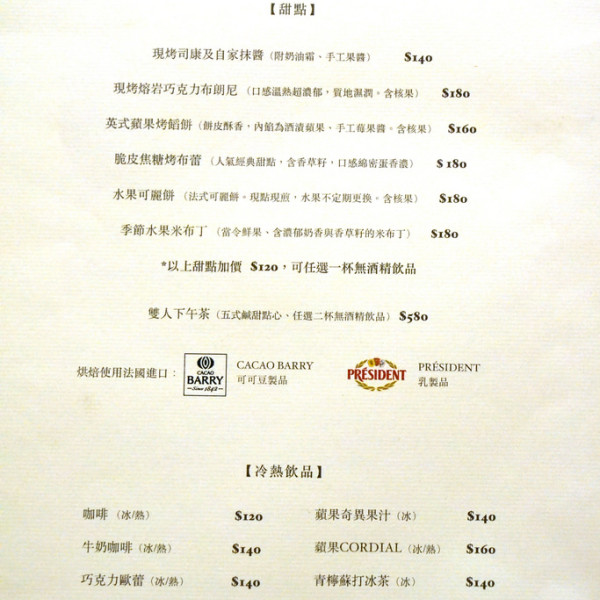 【甜點】
現烤司康及自家抹醬（附奶油霜、手工果醬） $140
現烤熔岩巧克力布朗尼（口感溫熱超濃郁，質地濕潤。含核果） $180
英式蘋果烤餡餅（餅皮酥香，內餡為酒漬蘋果、手工莓果醬。含核果） $160
脆皮焦糖烤布蕾（人氣經典甜點，含香草籽，口感綿密蛋香濃） $180
水果可麗餅（法式可麗餅。現點現煎，水果不定期更換。含核果） $180
季節水果米布丁（當令鮮果、含濃郁奶香與香草籽的米布丁） $180
*以上甜點加價 $120，可任選一杯無酒精飲品
雙人下午茶（五式鹹甜點心、任選二杯無酒精飲品） $580
烘焙使用法國進口：
CACAO
BARRY
Since 1842
CACAO BARRY
可可豆製品
PRÉSIDENT
PRÉSIDENT
乳製品
【冷熱飲品】
咖啡（冰/熱） $120 蘋果奇異果汁（冰） $140
牛奶咖啡（冰/熱） $140 蘋果CORDIAL（冰/熱） $160
巧克力歐蕾（冰/熱） $140 青檸蘇打冰茶（冰） $140